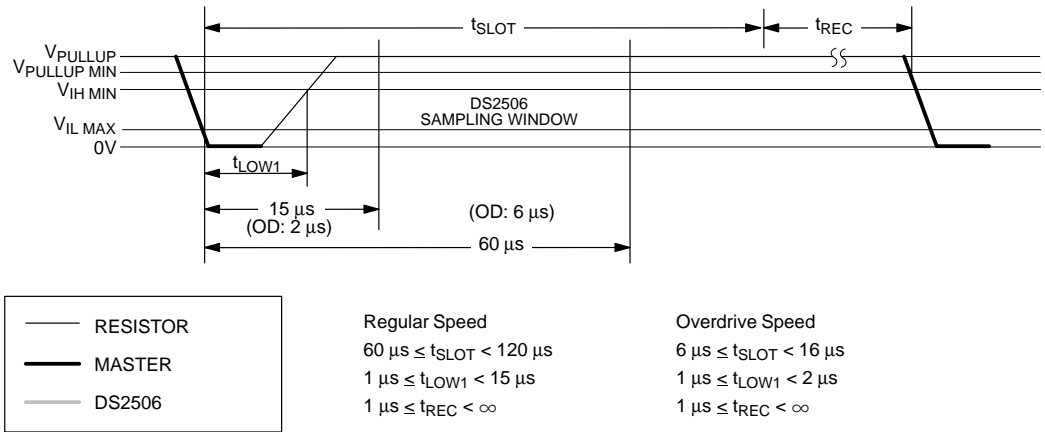 tSLOT
tREC
VPULLUP
VPULLUP MIN
VIH MIN
VIL MAX
0V
DS2506
SAMPLING WINDOW
tLOW1
15 μs
(OD: 2 μs)
(OD: 6 μs)
60 μs
RESISTOR
MASTER
DS2506
Regular Speed
60 μs ≤ tSLOT < 120 μs
1 μs ≤ tLOW1 < 15 μs
1 μs ≤ tREC < ∞
Overdrive Speed
6 μs ≤ tSLOT < 16 μs
1 μs ≤ tLOW1 < 2 μs
1 μs ≤ tREC < ∞